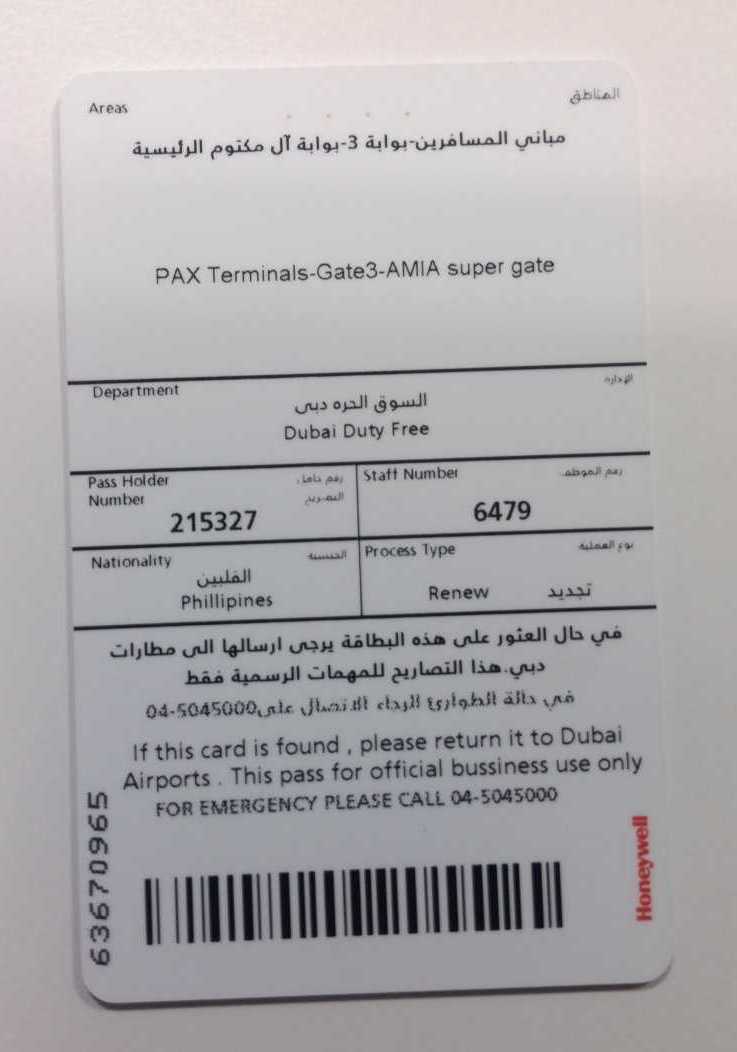 Areas المناطق
مباني المسافرين-بوابة 3-بوابة آل مكتوم الرئيسية
PAX Terminals-Gate3-AMIA super gate
Department الإدارة
السوق الحره دبى
Dubai Duty Free
Pass Holder رقم حامل
Number التصريح
215327
Staff Number رقم الموظف
6479
Nationality الجنسية
الفلبين
Phillipines
Process Type نوع العملية
Renew تجديد
في حال العثور على هذه البطاقة يرجى ارسالها الى مطارات
دبي.هذا التصاريح للمهمات الرسمية فقط
في حالة الطوارئ الرجاء الاتصال على04-5045000
If this card is found , please return it to Dubai
Airports . This pass for official bussiness use only
FOR EMERGENCY PLEASE CALL 04-5045000
63670965
Honeywell